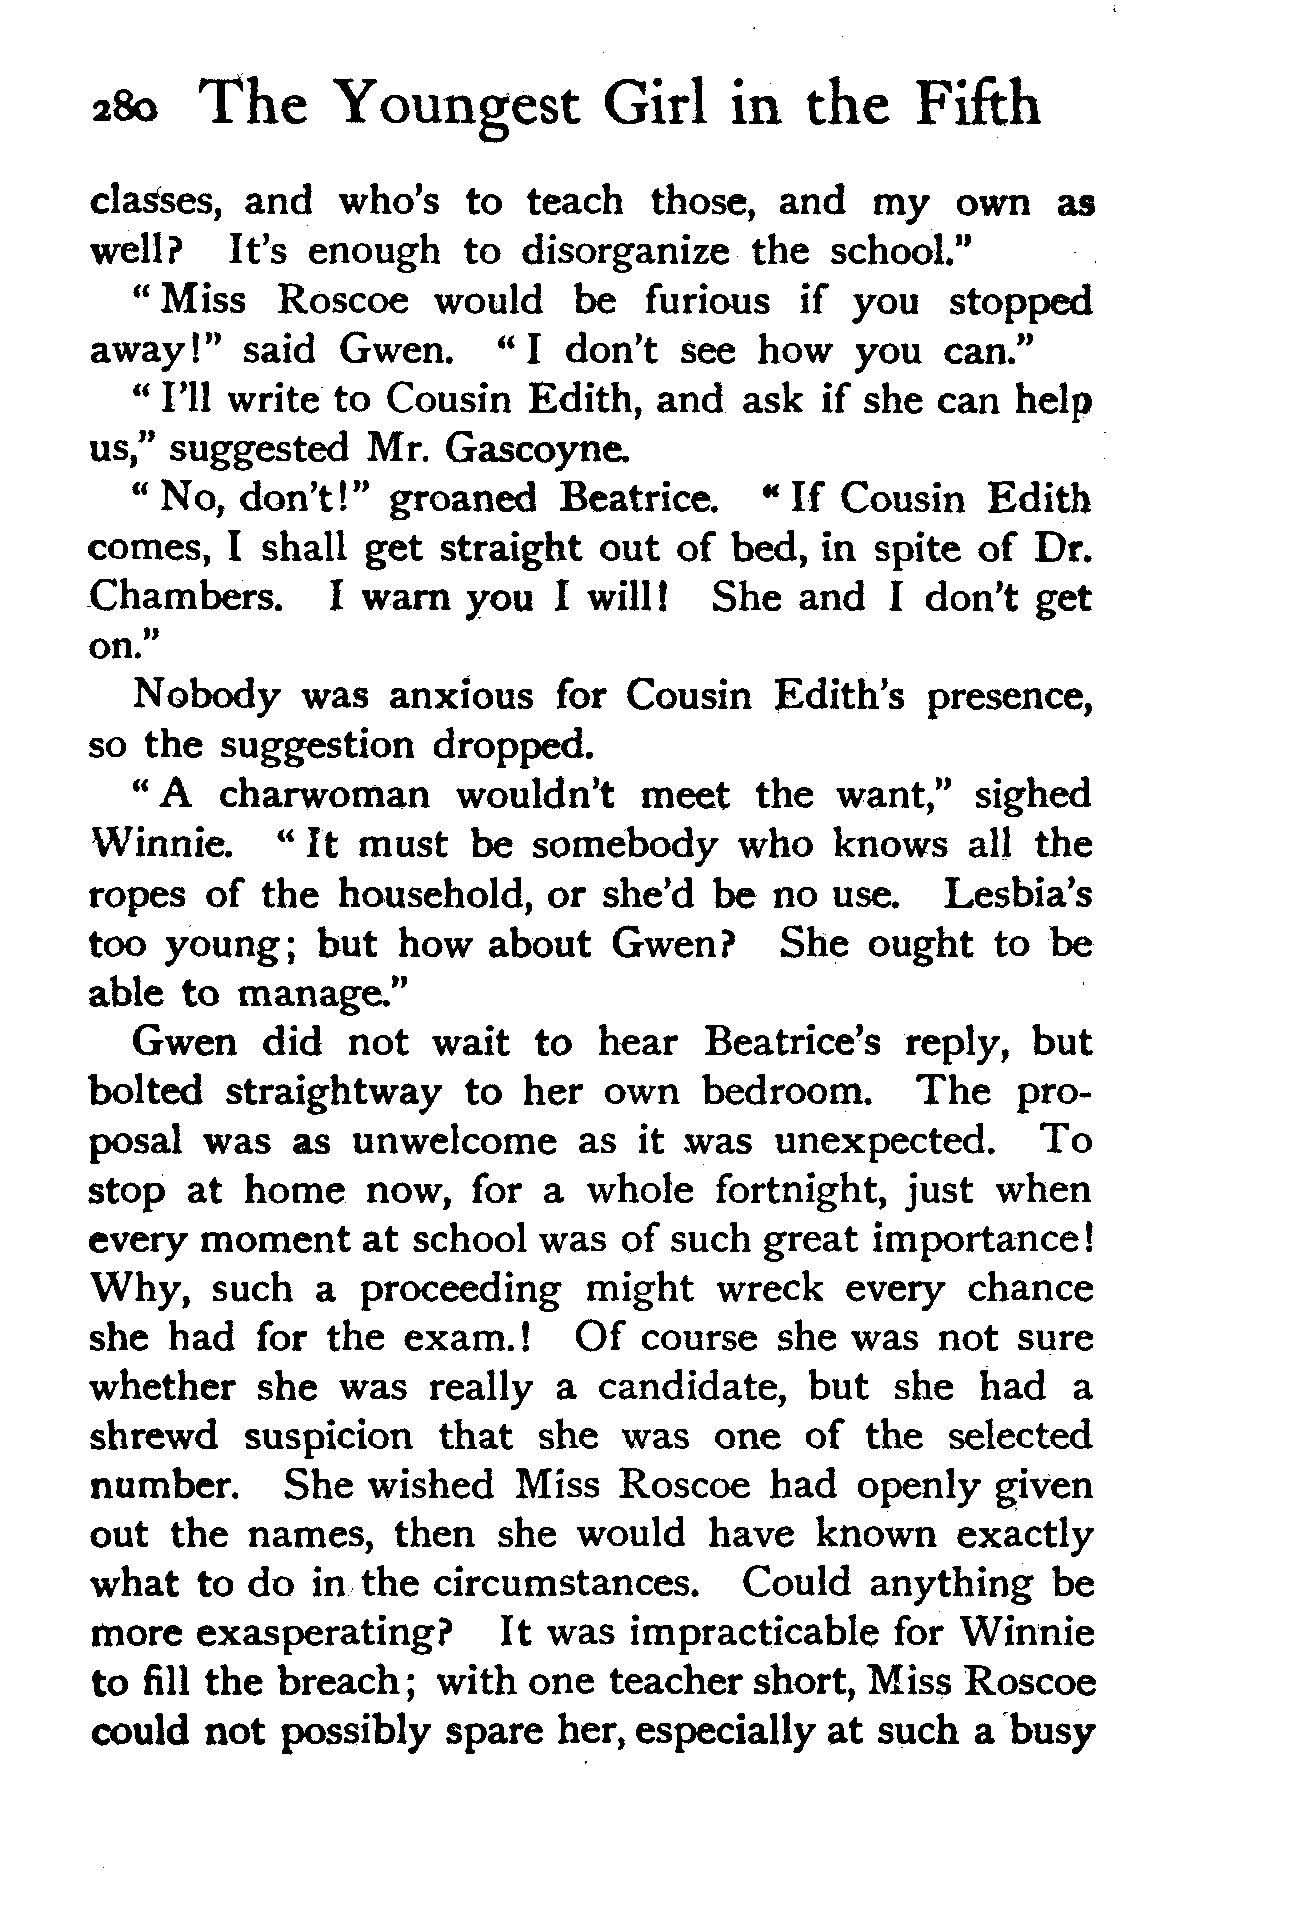 280 The Youngest Girl in the Fifth
classes, and who's to teach those, and my own as
well? It's enough to disorganize the school."
"Miss Roscoe would be furious if you stopped
away!" said Gwen. "I don't see how you can."
"I'll write to Cousin Edith, and ask if she can help
us," suggested Mr. Gascoyne.
"No, don't!" groaned Beatrice. "If Cousin Edith
comes, I shall get straight out of bed, in spite of Dr.
Chambers. I warn you I will! She and I don't get
on."
Nobody was anxious for Cousin Edith's presence,
so the suggestion dropped.
"A charwoman wouldn't meet the want," sighed
Winnie. "It must be somebody who knows all the
ropes of the household, or she'd be no use. Lesbia's
too young; but how about Gwen? She ought to be
able to manage."
Gwen did not wait to hear Beatrice's reply, but
bolted straightway to her own bedroom. The pro-
posal was as unwelcome as it was unexpected. To
stop at home now, for a whole fortnight, just when
every moment at school was of such great importance!
Why, such a proceeding might wreck every chance
she had for the exam.! Of course she was not sure
whether she was really a candidate, but she had a
shrewd suspicion that she was one of the selected
number. She wished Miss Roscoe had openly given
out the names, then she would have known exactly
what to do in the circumstances. Could anything be
more exasperating? It was impracticable for Winnie
to fill the breach; with one teacher short, Miss Roscoe
could not possibly spare her, especially at such a busy